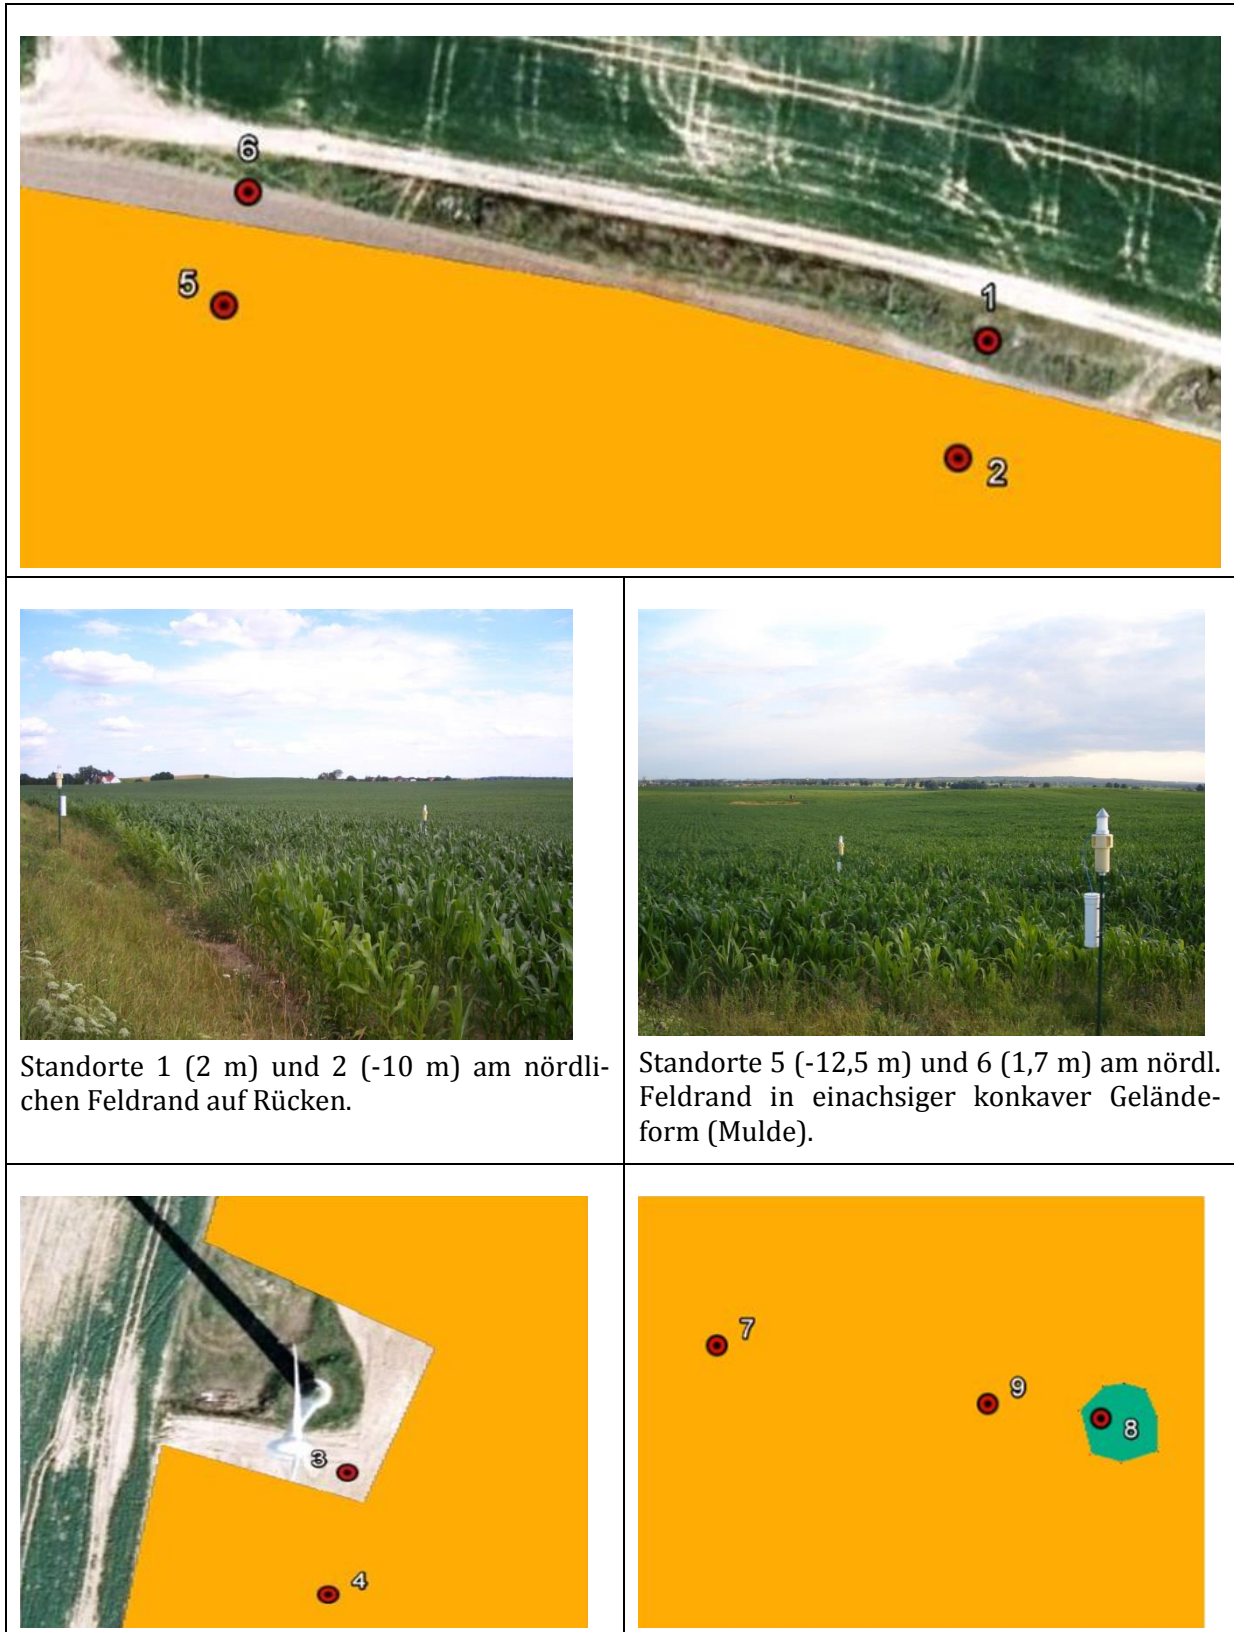 6
5
1
2
Standorte 1 (2 m) und 2 (-10 m) am nördli-
chen Feldrand auf Rücken.
Standorte 5 (-12,5 m) und 6 (1,7 m) am nördl.
Feldrand in einachsiger konkaver Gelände-
form (Mulde).
3
4
7
9
8